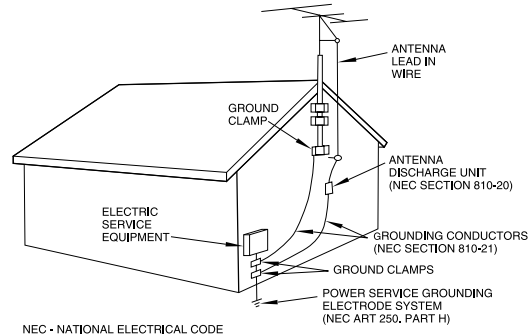 ANTENNA
LEAD IN
WIRE
GROUND
CLAMP
ANTENNA
DISCHARGE UNIT
(NEC SECTION 810-20)
ELECTRIC
SERVICE
EQUIPMENT
GROUNDING CONDUCTORS
(NEC SECTION 810-21)
GROUND CLAMPS
POWER SERVICE GROUNDING
ELECTRODE SYSTEM
(NEC ART 250. PART H)
NEC - NATIONAL ELECTRICAL CODE